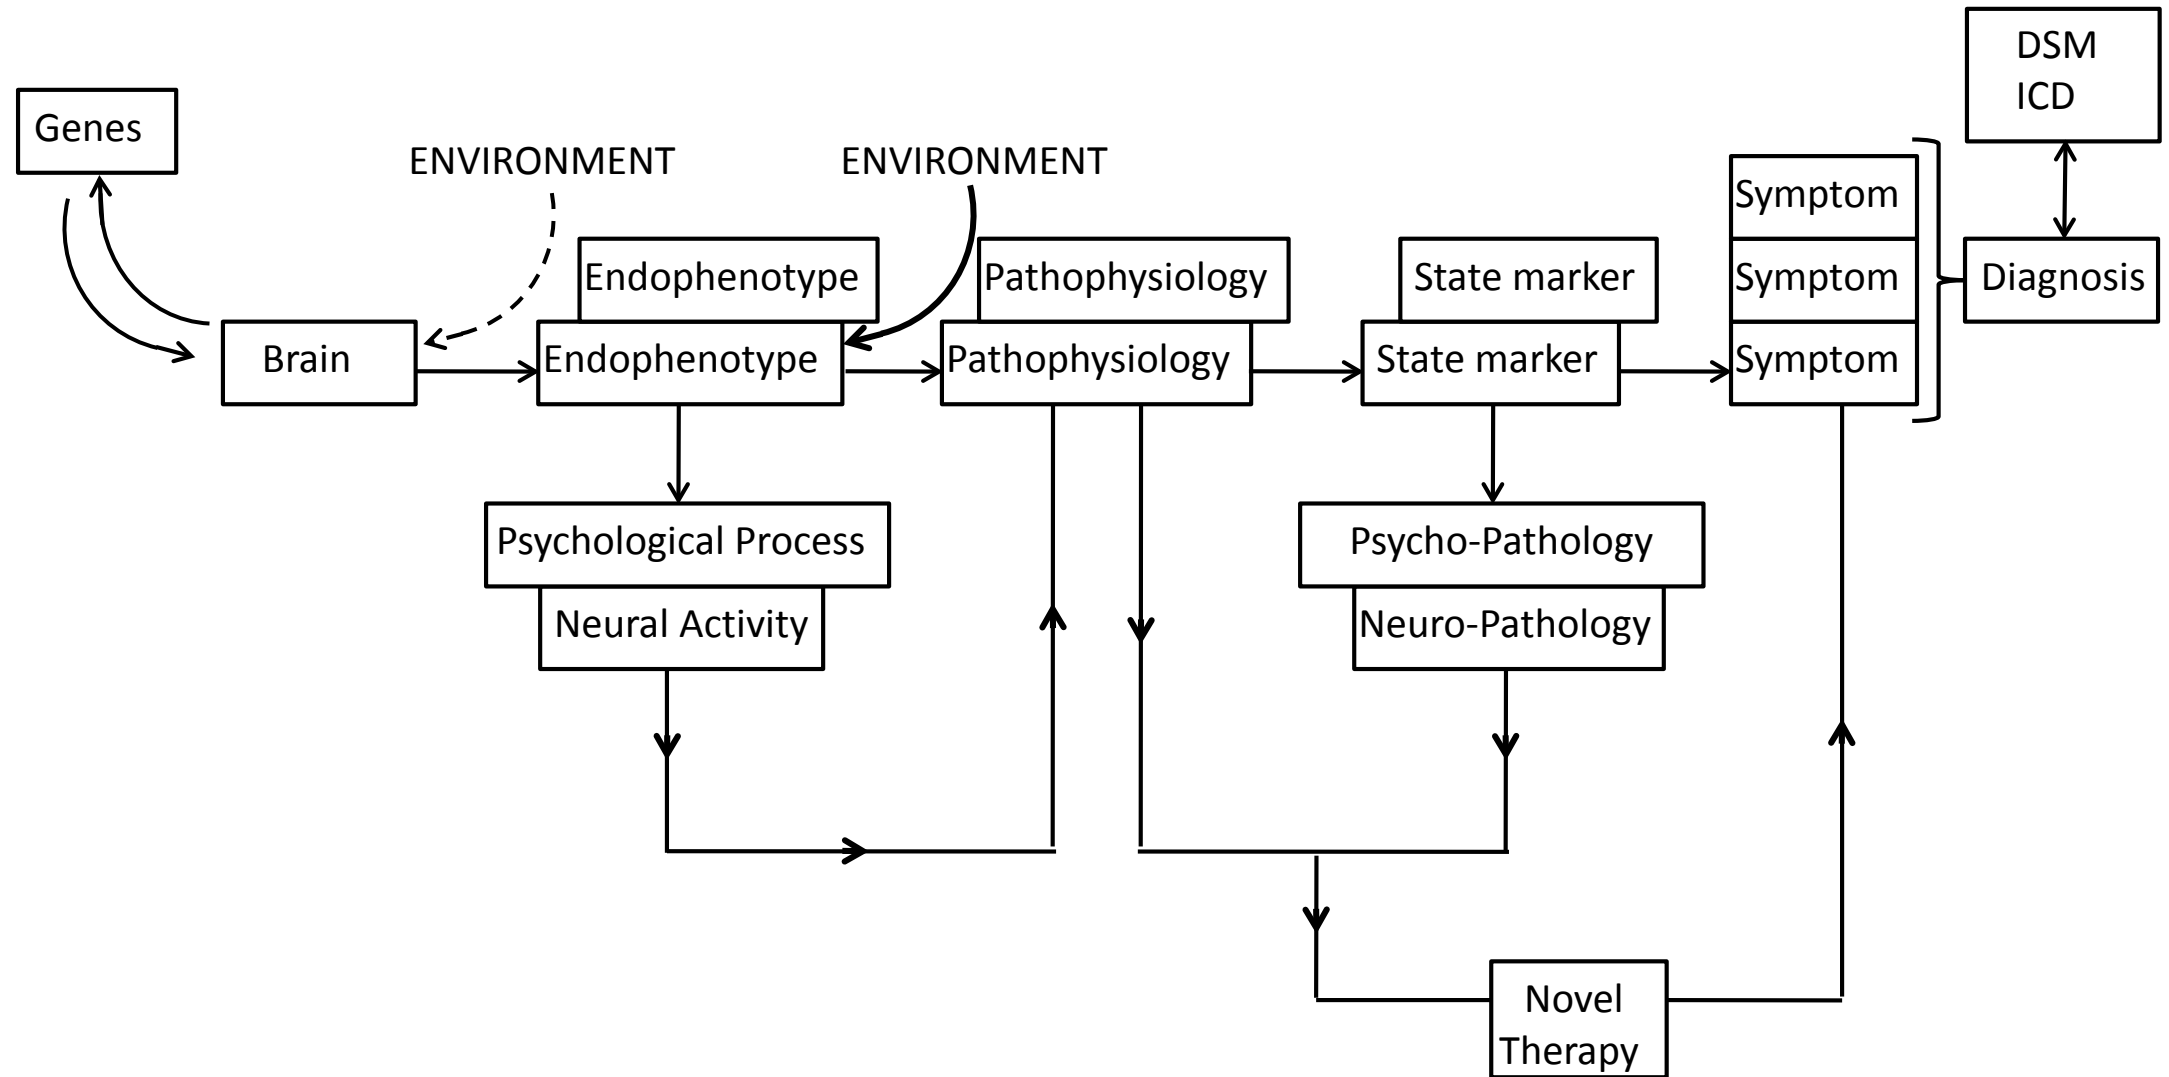 DSM
ICD
Genes
ENVIRONMENT
ENVIRONMENT
Symptom
Endophenotype
Pathophysiology
State marker
Symptom
Diagnosis
Brain
Endophenotype
Pathophysiology
State marker
Symptom
Psychological Process
Psycho-Pathology
Neural Activity
Neuro-Pathology
Novel
Therapy